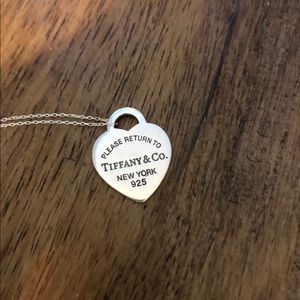 PLEASE RETURN TO
TIFFANY & CO.
NEW YORK
925